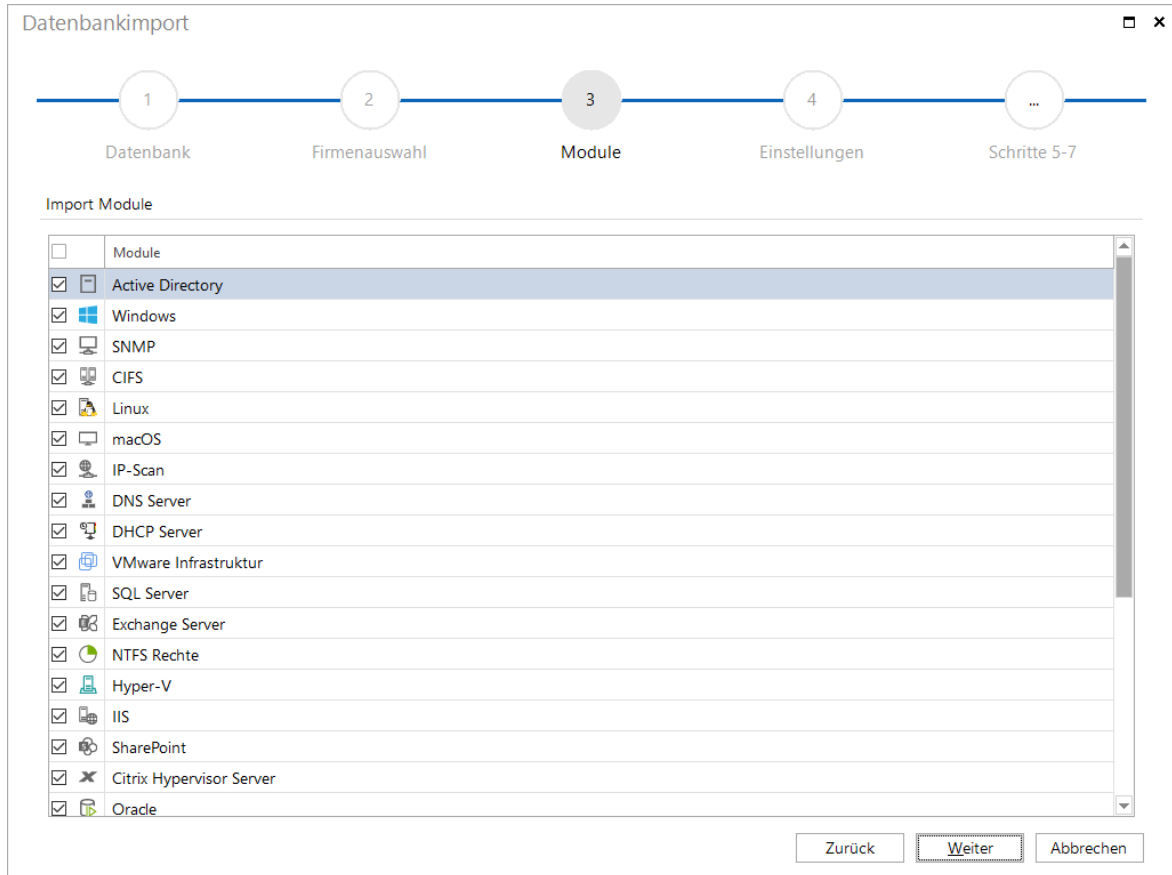 Datenbankimport
1 2 3 4 ...
Datenbank Firmenauswahl Module Einstellungen Schritte 5-7
Import Module
Module
Active Directory
Windows
SNMP
CIFS
Linux
macOS
IP-Scan
DNS Server
DHCP Server
VMware Infrastruktur
SQL Server
Exchange Server
NTFS Rechte
Hyper-V
IIS
SharePoint
Citrix Hypervisor Server
Oracle
Zurück Weiter Abbrechen